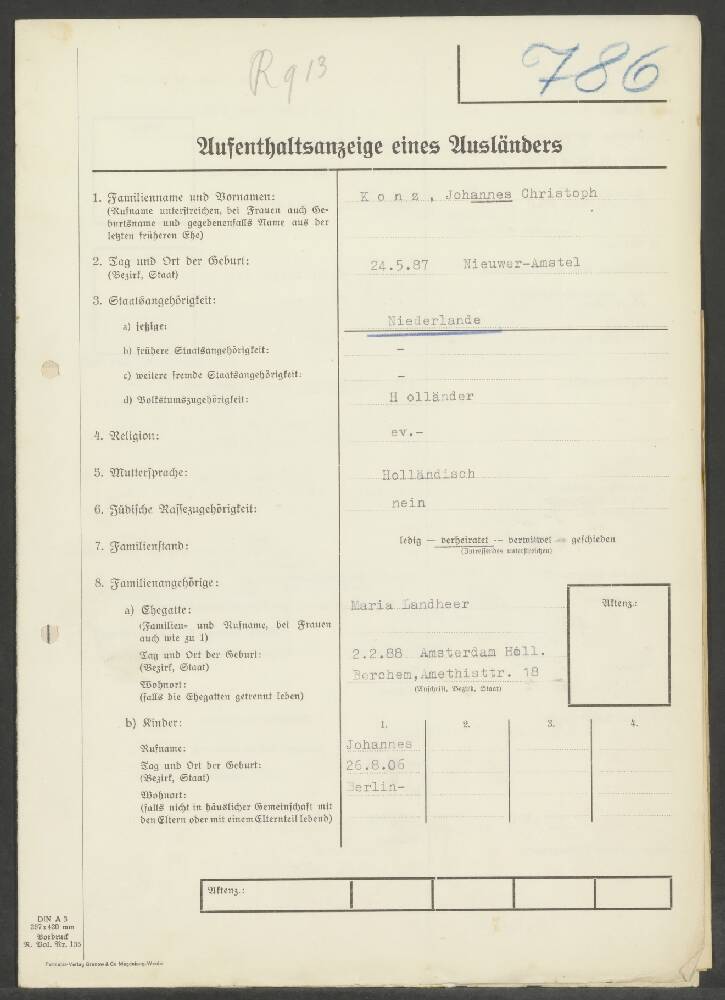 R q 13
786
Aufenthaltsanzeige eines Ausländers
1. Familienname und Vornamen:
(Rufname unterstreichen, bei Frauen auch Ge-
burtsname und gegebenenfalls Name aus der
letzten früheren Ehe)
K o n z , Johannes Christoph
2. Tag und Ort der Geburt:
(Bezirk, Staat)
24.5.87 Nieuwer-Amstel
3. Staatsangehörigkeit:
a) jetzige:
Niederlande
b) frühere Staatsangehörigkeit:
-
c) weitere fremde Staatsangehörigkeit:
-
d) Volkstumszugehörigkeit:
H olländer
4. Religion:
ev.-
5. Muttersprache:
Holländisch
6. Jüdische Rassezugehörigkeit:
nein
7. Familienstand:
ledig — verheiratet — verwitwet — geschieden
(Zutreffendes unterstreichen)
8. Familienangehörige:
a) Ehegatte:
(Familien- und Rufname, bei Frauen
auch wie zu 1)
Maria Landheer
Aktenz.:
Tag und Ort der Geburt:
(Bezirk, Staat)
2.2.88 Amsterdam Holl.
Wohnort:
(falls die Ehegatten getrennt leben)
Berchem, Amethisttr. 18
(Anschrift, Bezirk, Staat)
b) Kinder:
1. 2. 3. 4.
Rufname:
Johannes
Tag und Ort der Geburt:
(Bezirk, Staat)
26.8.06
Berlin-
Wohnort:
(falls nicht in häuslicher Gemeinschaft mit
den Eltern oder mit einem Elternteil lebend)
Aktenz.:
DIN A 3
297 x 420 mm
Vordruck
R. Pol. Nr. 135